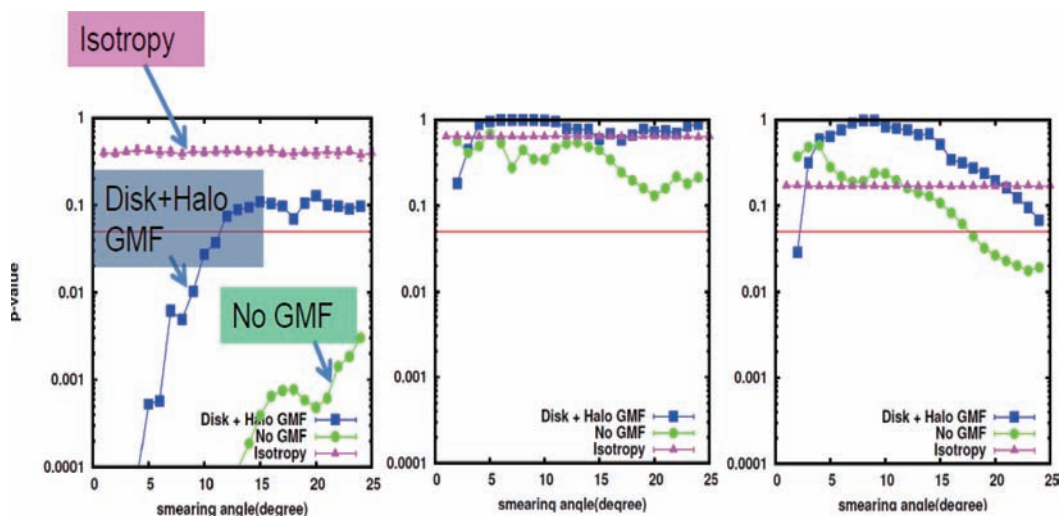 Isotropy
Disk+Halo
GMF
No GMF
p-value
1
0.1
0.01
0.001
0.0001
Disk + Halo GMF
No GMF
Isotropy
0 5 10 15 20 25
smearing angle(degree)
1
0.1
0.01
0.001
0.0001
Disk + Halo GMF
No GMF
Isotropy
0 5 10 15 20 25
smearing angle(degree)
1
0.1
0.01
0.001
0.0001
Disk + Halo GMF
No GMF
Isotropy
0 5 10 15 20 25
smearing angle(degree)